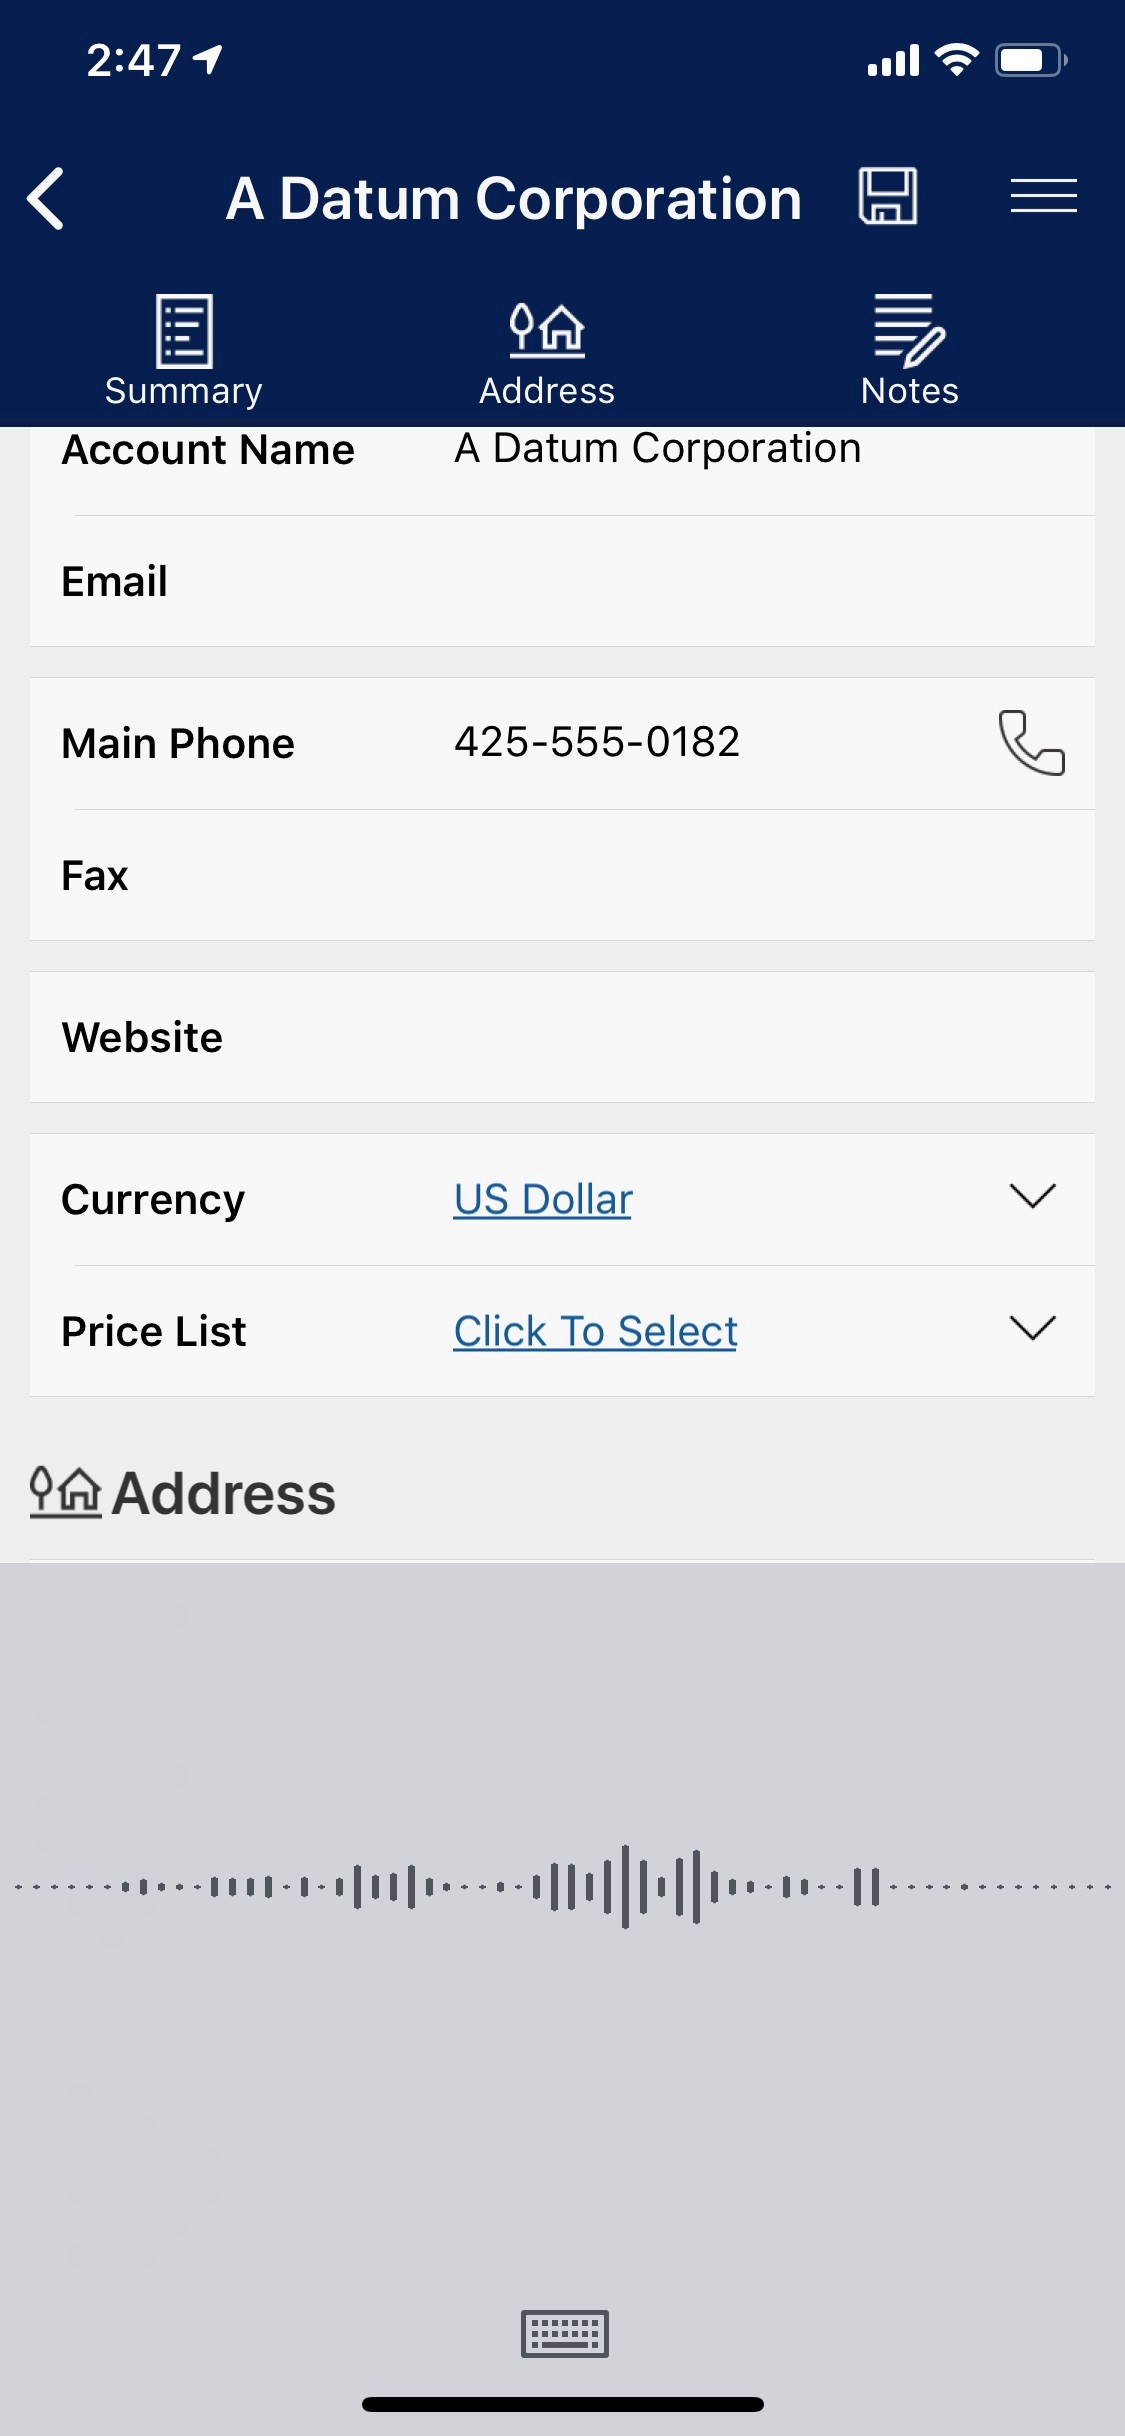 2:47
A Datum Corporation
Summary
Address
Notes
Account Name A Datum Corporation
Email
Main Phone 425-555-0182
Fax
Website
Currency US Dollar
Price List Click To Select
Address